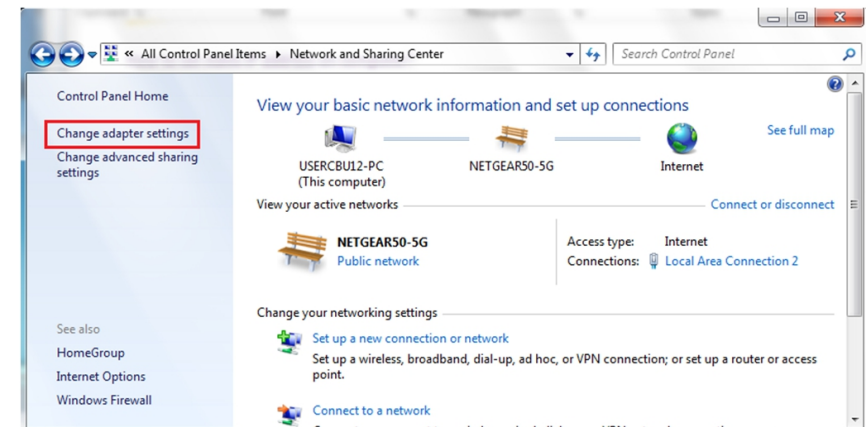 « All Control Panel Items ▸ Network and Sharing Center
Search Control Panel
Control Panel Home
Change adapter settings
Change advanced sharing
settings
View your basic network information and set up connections
See full map
USERCBU12-PC
(This computer)
NETGEAR50-5G
Internet
View your active networks
Connect or disconnect
NETGEAR50-5G
Public network
Access type: Internet
Connections: Local Area Connection 2
Change your networking settings
Set up a new connection or network
Set up a wireless, broadband, dial-up, ad hoc, or VPN connection; or set up a router or access
point.
Connect to a network
See also
HomeGroup
Internet Options
Windows Firewall